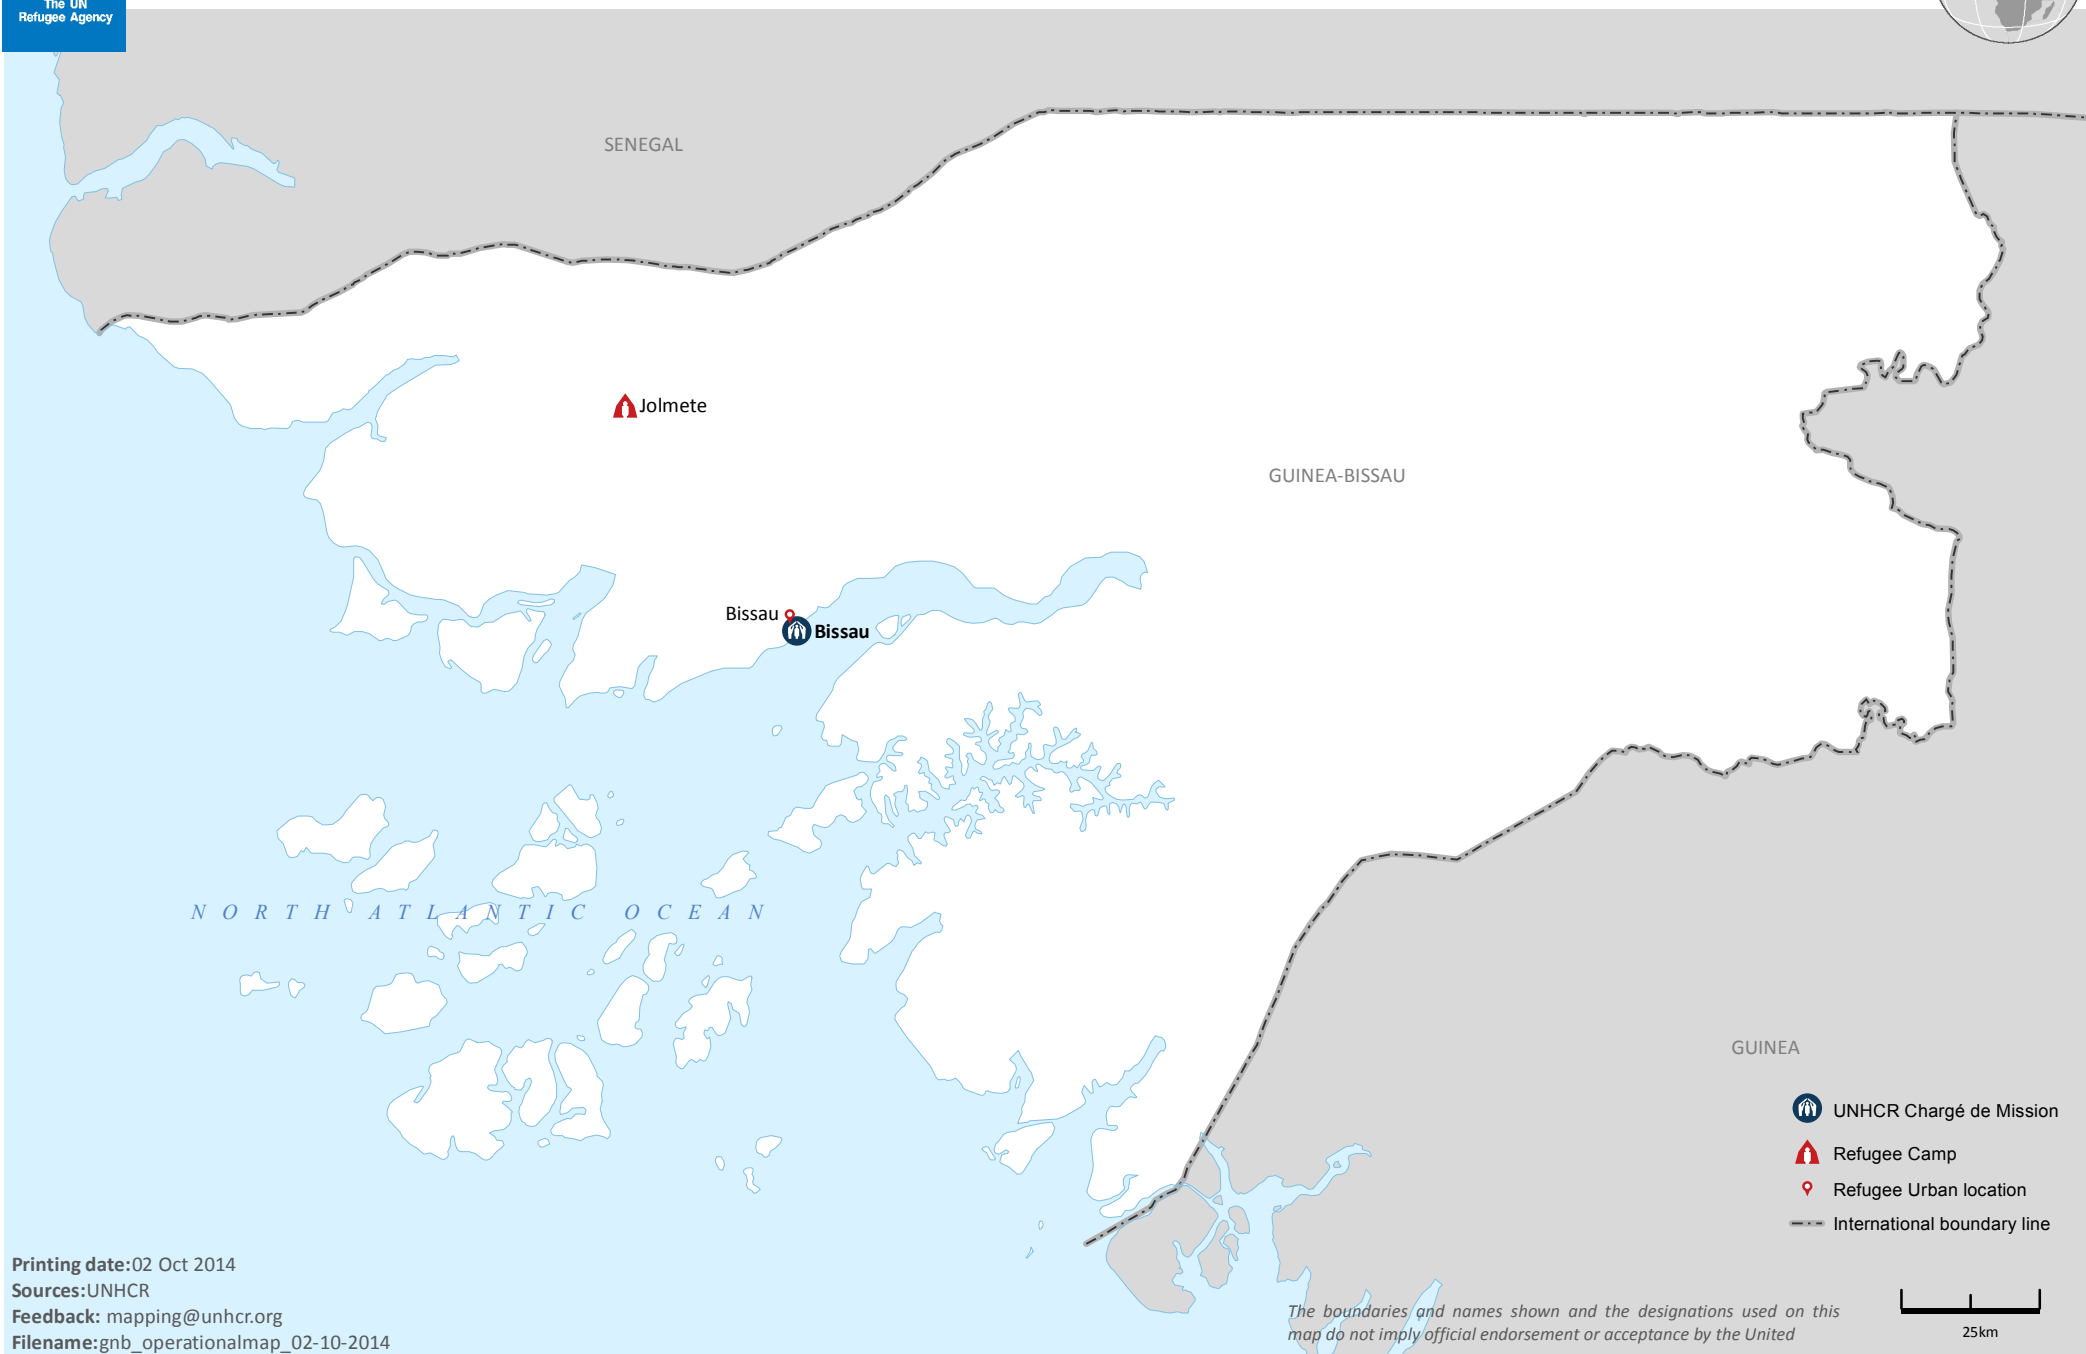 The UN
Refugee Agency
SENEGAL
Jolmete
GUINEA-BISSAU
Bissau
Bissau
NORTH ATLANTIC OCEAN
GUINEA
UNHCR Chargé de Mission
Refugee Camp
Refugee Urban location
International boundary line
Printing date:02 Oct 2014
Sources:UNHCR
Feedback: mapping@unhcr.org
Filename:gnb_operationalmap_02-10-2014
The boundaries and names shown and the designations used on this
map do not imply official endorsement or acceptance by the United
25km